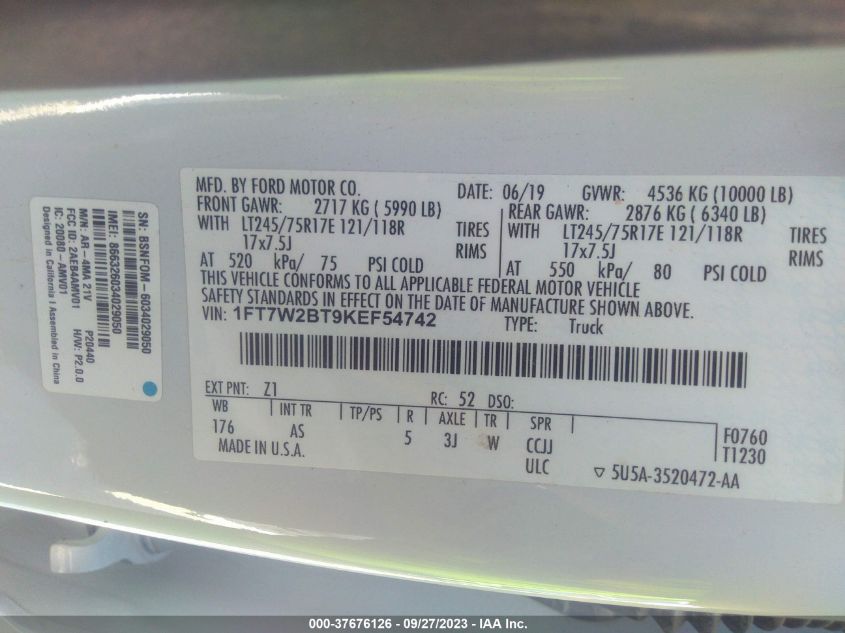 SN: BSNFOM-6034029050
IMEI: 866326034029050
M/N: AR-4MA 21V P20440
FCC ID: 2AEB4AMV01 H/W: P2.0.0
IC: 20080-AMV01
Designed in California | Assembled in China
MFD. BY FORD MOTOR CO. DATE: 06/19 GVWR: 4536 KG (10000 LB)
FRONT GAWR: 2717 KG ( 5990 LB) REAR GAWR: 2876 KG ( 6340 LB)
WITH LT245/75R17E 121/118R TIRES WITH LT245/75R17E 121/118R TIRES
17x7.5J RIMS 17x7.5J RIMS
AT 520 kPa/ 75 PSI COLD AT 550 kPa/ 80 PSI COLD
THIS VEHICLE CONFORMS TO ALL APPLICABLE FEDERAL MOTOR VEHICLE
SAFETY STANDARDS IN EFFECT ON THE DATE OF MANUFACTURE SHOWN ABOVE.
VIN: 1FT7W2BT9KEF54742 TYPE: Truck
EXT PNT: Z1 RC: 52 DSO:
WB INT TR TP/PS R AXLE TR SPR F0760
176 AS 5 3J W CCJJ T1230
MADE IN U.S.A. ULC ▽ 5U5A-3520472-AA
000-37676126 - 09/27/2023 - IAA Inc.